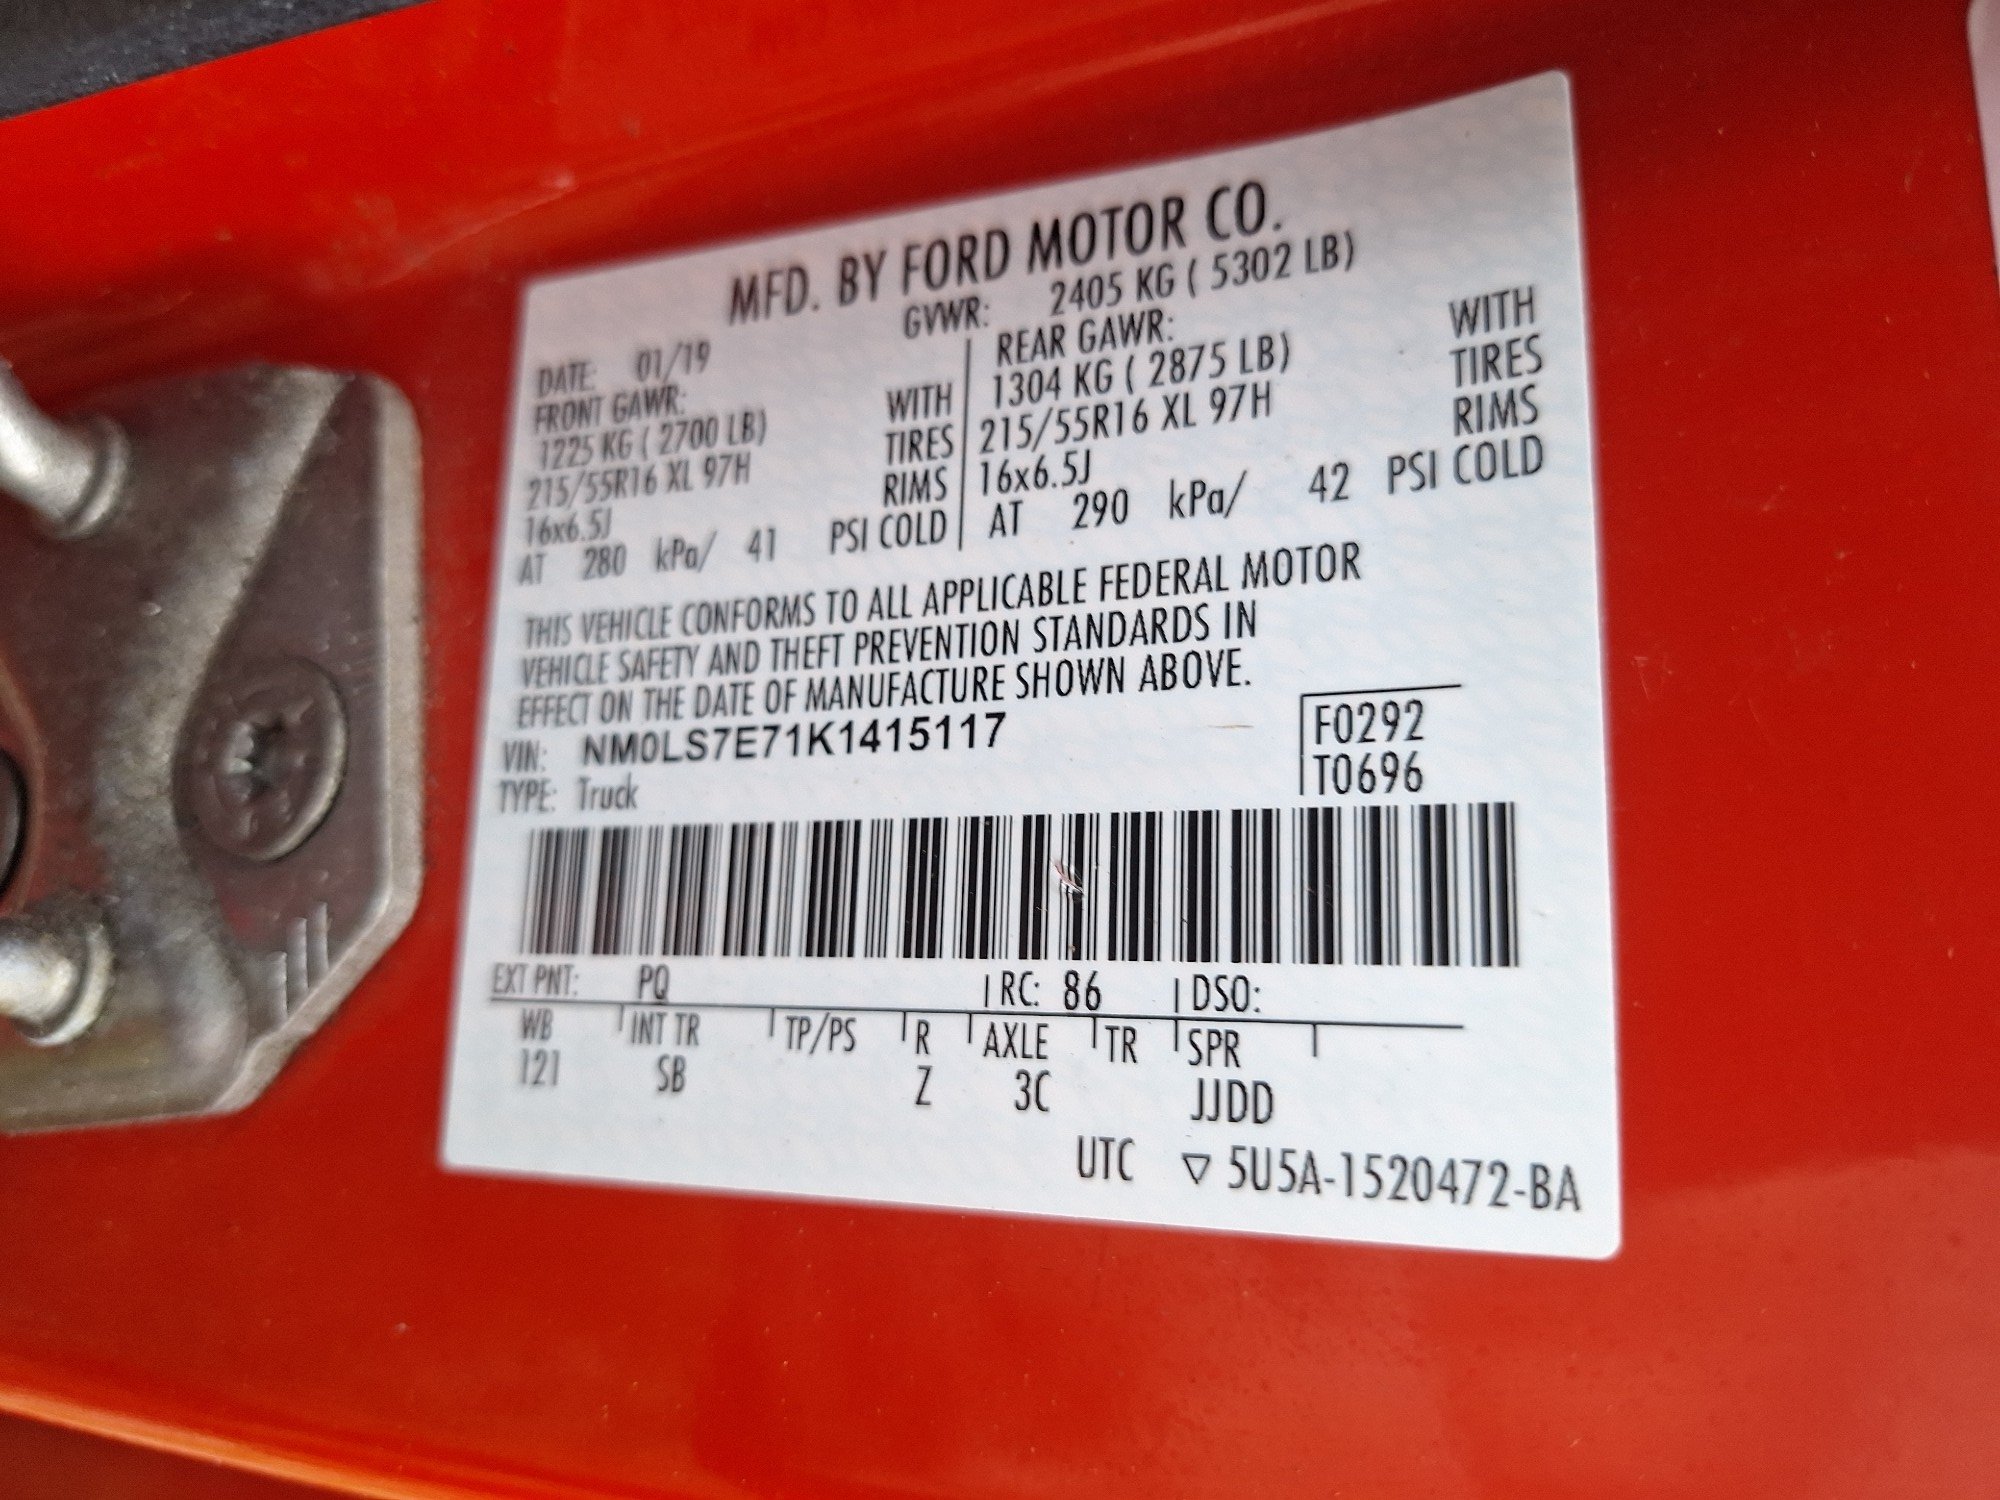 MFD. BY FORD MOTOR CO.
DATE: 01/19 GVWR: 2405 KG ( 5302 LB)
FRONT GAWR:
1225 KG ( 2700 LB) WITH
215/55R16 XL 97H TIRES
16x6.5J RIMS
AT 280 kPa/ 41 PSI COLD
REAR GAWR:
1304 KG ( 2875 LB) WITH
215/55R16 XL 97H TIRES
16x6.5J RIMS
AT 290 kPa/ 42 PSI COLD
THIS VEHICLE CONFORMS TO ALL APPLICABLE FEDERAL MOTOR
VEHICLE SAFETY AND THEFT PREVENTION STANDARDS IN
EFFECT ON THE DATE OF MANUFACTURE SHOWN ABOVE.
VIN: NM0LS7E71K1415117
TYPE: Truck
F0292
T0696
EXT PNT: PQ RC: 86 DSO:
WB INT TR TP/PS R AXLE TR SPR
121 SB Z 3C JJDD
UTC ▽ 5U5A-1520472-BA